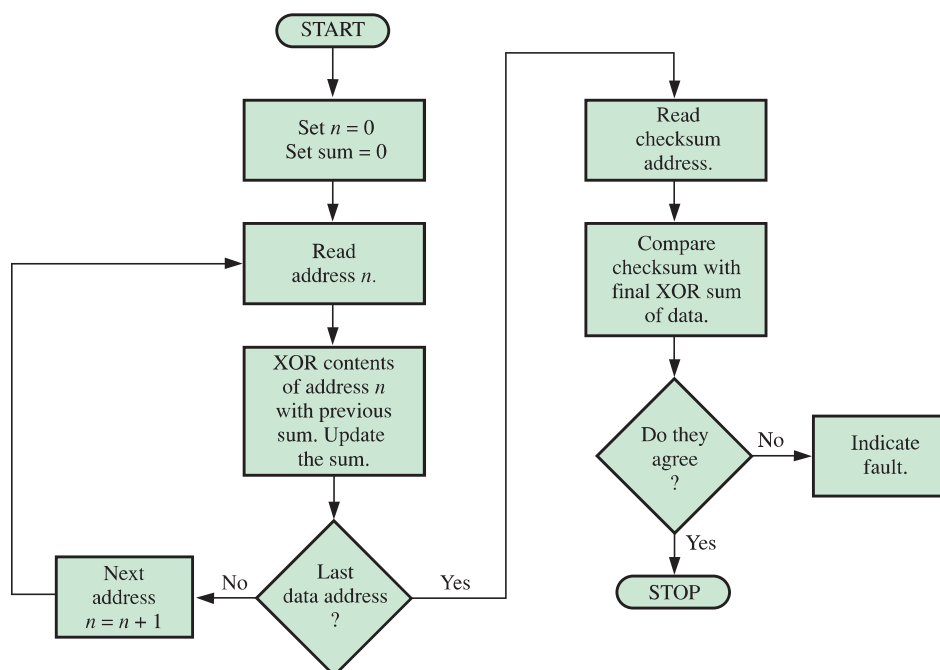 START
Set n = 0
Set sum = 0
Read
address n.
XOR contents
of address n
with previous
sum. Update
the sum.
Last
data address
?
No
Next
address
n = n + 1
Yes
Read
checksum
address.
Compare
checksum with
final XOR sum
of data.
Do they
agree
?
No
Indicate
fault.
Yes
STOP